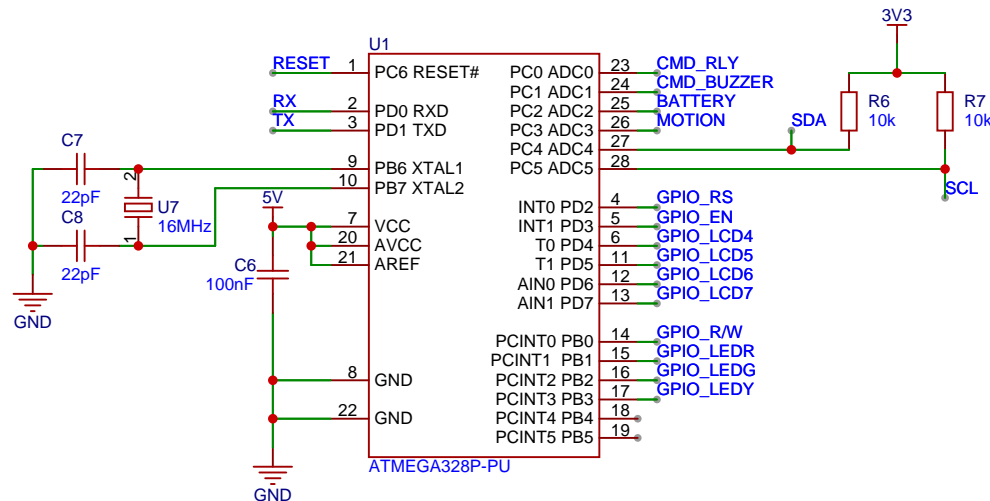 3V3
U1
RESET 1 PC6 RESET# PC0 ADC0 23 CMD_RLY
PC1 ADC1 24 CMD_BUZZER
RX 2 PD0 RXD PC2 ADC2 25 BATTERY
TX 3 PD1 TXD PC3 ADC3 26 MOTION
PC4 ADC4 27 SDA
R6 10k
R7 10k
C7 22pF
9 PB6 XTAL1 PC5 ADC5 28 SCL
10 PB7 XTAL2
2 U7 16MHz 1
C8 22pF
GND
INT0 PD2 4 GPIO_RS
5V 7 VCC INT1 PD3 5 GPIO_EN
20 AVCC T0 PD4 6 GPIO_LCD4
21 AREF T1 PD5 11 GPIO_LCD5
C6 100nF
AIN0 PD6 12 GPIO_LCD6
AIN1 PD7 13 GPIO_LCD7
PCINT0 PB0 14 GPIO_R/W
PCINT1 PB1 15 GPIO_LEDR
8 GND PCINT2 PB2 16 GPIO_LEDG
PCINT3 PB3 17 GPIO_LEDY
22 GND PCINT4 PB4 18
PCINT5 PB5 19
ATMEGA328P-PU
GND